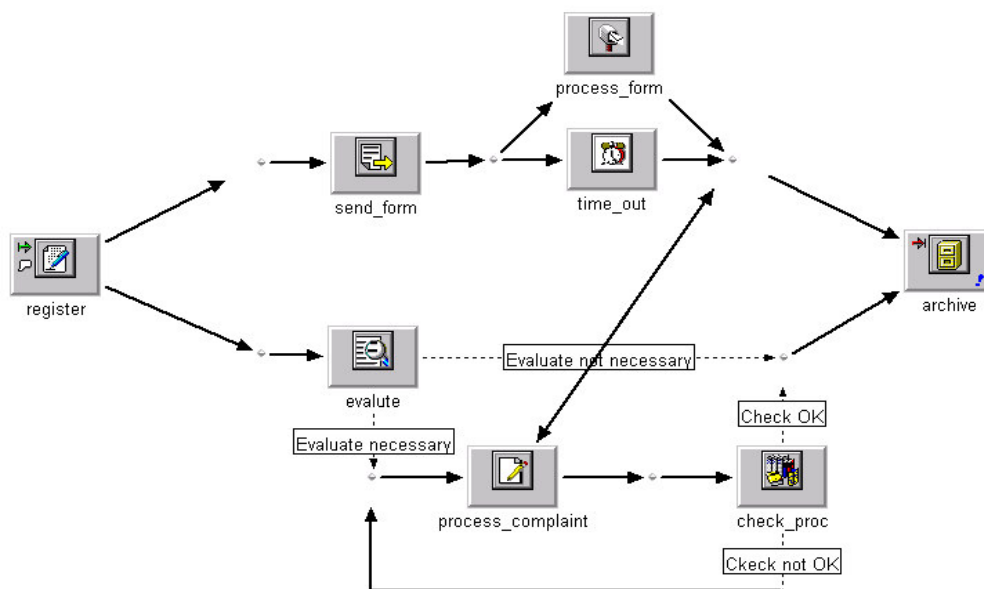 process_form
send_form
time_out
register
archive
Evaluate not necessary
evalute
Check OK
Evaluate necessary
process_complaint
check_proc
Ckeck not OK